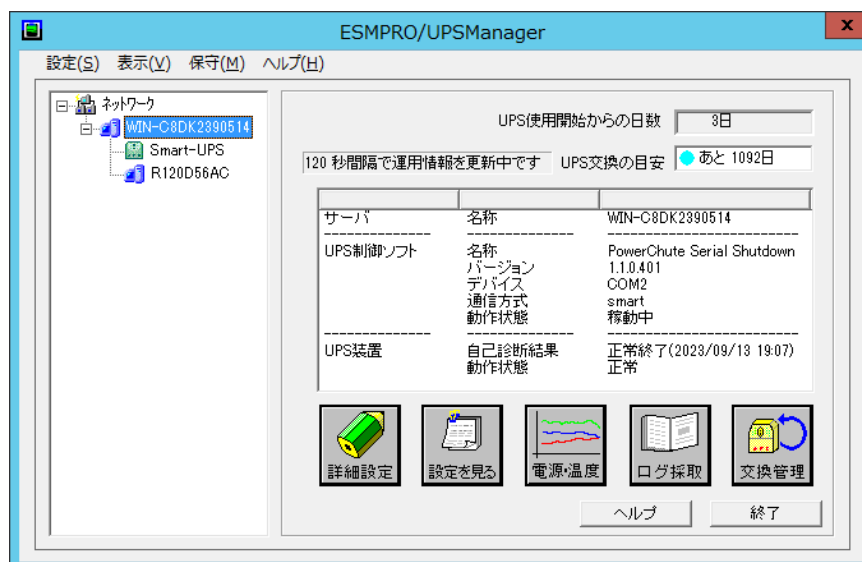 ESMPRO/UPSManager
x
設定(S) 表示(V) 保守(M) ヘルプ(H)
ネットワーク
WIN-C8DK2390514
Smart-UPS
R120D56AC
UPS使用開始からの日数 3日
120 秒間隔で運用情報を更新中です UPS交換の目安 あと 1092日
サーバ 名称 WIN-C8DK2390514
-------------- -------------- -------------------------
UPS制御ソフト 名称 PowerChute Serial Shutdown
バージョン 1.1.0.401
デバイス COM2
通信方式 smart
動作状態 稼動中
-------------- -------------- -------------------------
UPS装置 自己診断結果 正常終了(2023/09/13 19:07)
動作状態 正常
詳細設定 設定を見る 電源・温度 ログ採取 交換管理
ヘルプ 終了